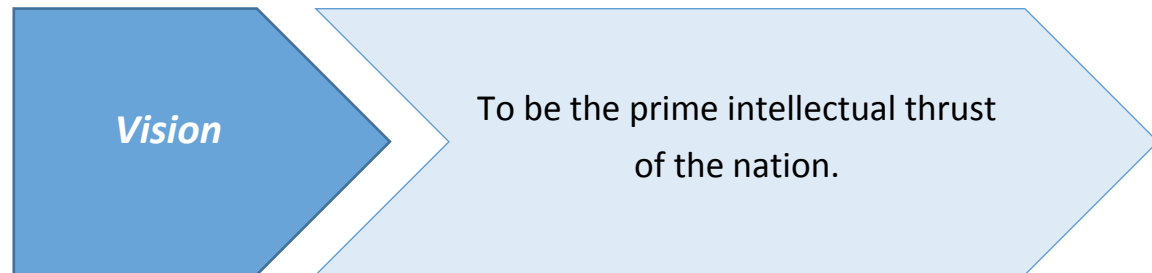 Vision
To be the prime intellectual thrust
of the nation.